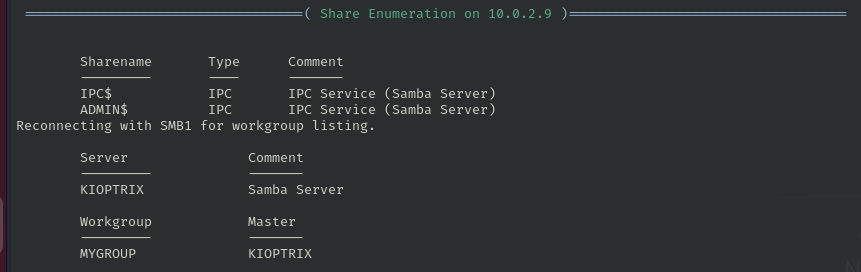 ================================( Share Enumeration on 10.0.2.9 )================================
Sharename Type Comment
--------- ---- -------
IPC$ IPC IPC Service (Samba Server)
ADMIN$ IPC IPC Service (Samba Server)
Reconnecting with SMB1 for workgroup listing.
Server Comment
--------- -------
KIOPTRIX Samba Server
Workgroup Master
--------- -------
MYGROUP KIOPTRIX